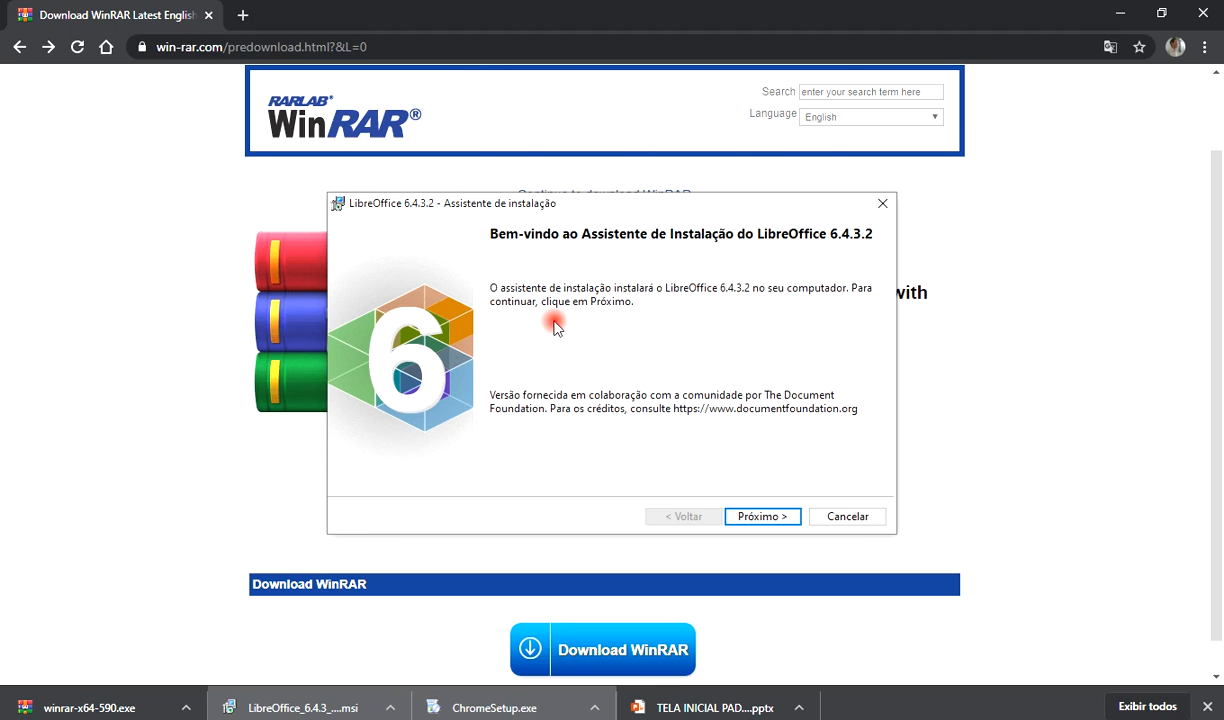 Download WinRAR Latest English
win-rar.com/predownload.html?&L=0
RARLAB®
WinRAR®
Search enter your search term here
Language English
Continue to download WinRAR
LibreOffice 6.4.3.2 - Assistente de instalação
Bem-vindo ao Assistente de Instalação do LibreOffice 6.4.3.2
O assistente de instalação instalará o LibreOffice 6.4.3.2 no seu computador. Para
continuar, clique em Próximo.
with
6
Versão fornecida em colaboração com a comunidade por The Document
Foundation. Para os créditos, consulte https://www.documentfoundation.org
< Voltar
Próximo >
Cancelar
Download WinRAR
Download WinRAR
winrar-x64-590.exe
LibreOffice_6.4.3_....msi
ChromeSetup.exe
TELA INICIAL PAD....pptx
Exibir todos